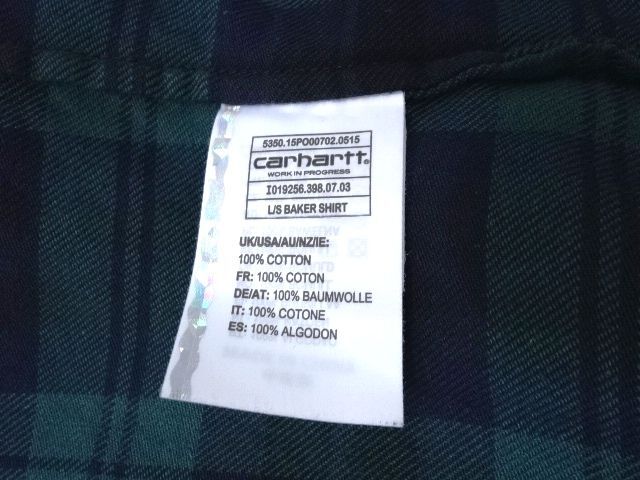 5350.15PO00702.0515
carhartt
WORK IN PROGRESS
I019256.398.07.03
L/S BAKER SHIRT
UK/USA/AU/NZ/IE:
100% COTTON
FR: 100% COTON
DE/AT: 100% BAUMWOLLE
IT: 100% COTONE
ES: 100% ALGODON